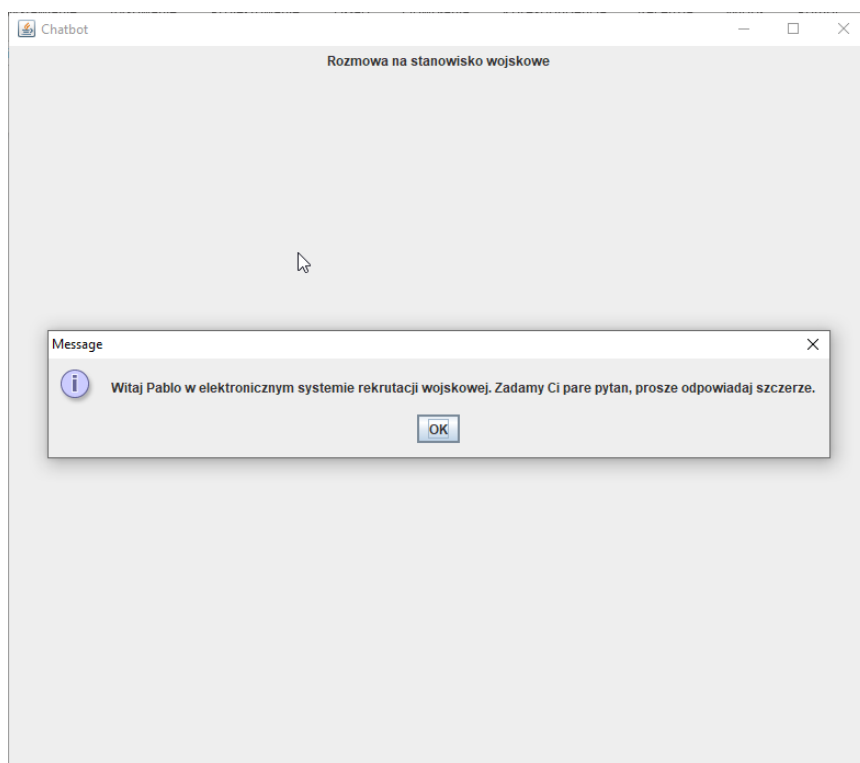 Chatbot
Rozmowa na stanowisko wojskowe
Message
Witaj Pablo w elektronicznym systemie rekrutacji wojskowej. Zadamy Ci pare pytan, prosze odpowiadaj szczerze.
OK